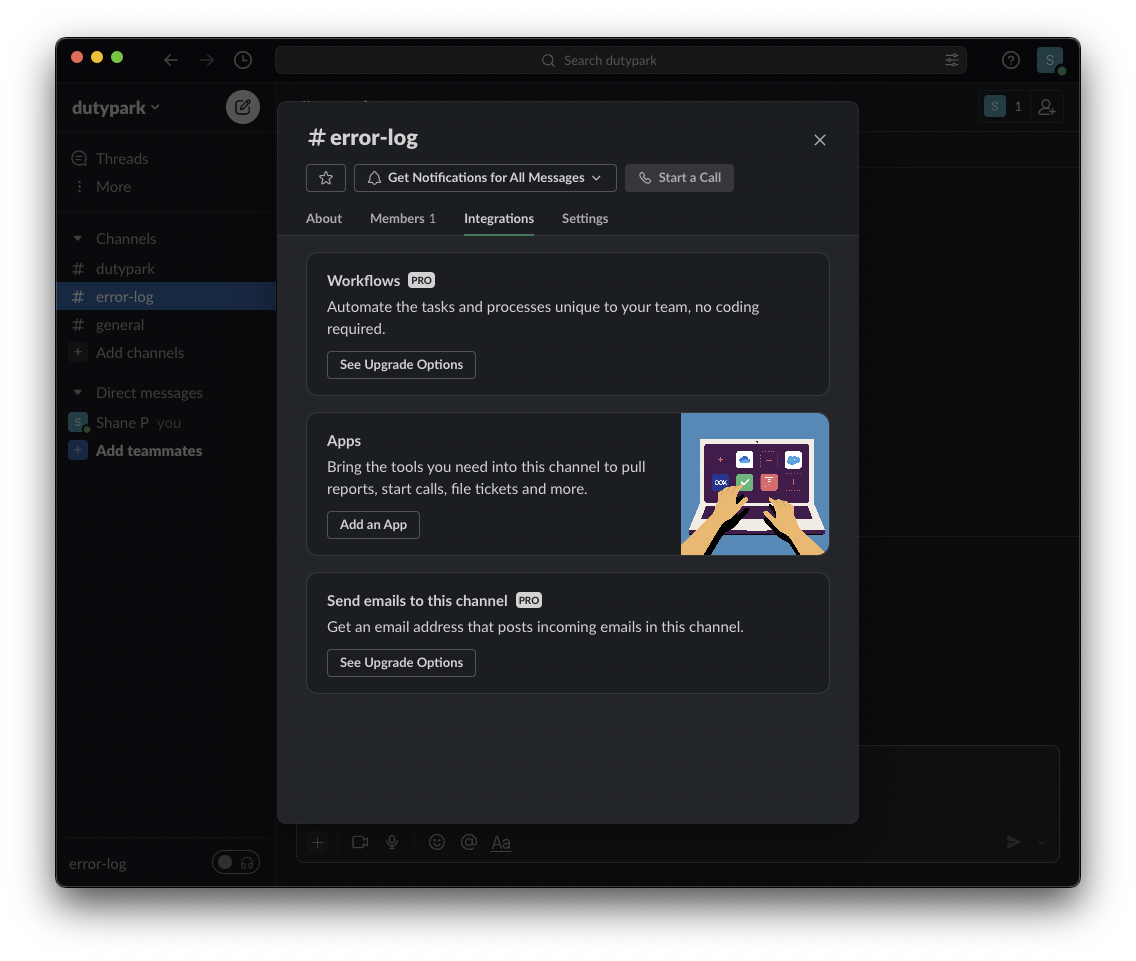 Search dutypark
S
dutypark
S 1
# error-log
Get Notifications for All Messages
Start a Call
Threads
More
About
Members 1
Integrations
Settings
Channels
# dutypark
# error-log
# general
+ Add channels
Direct messages
S Shane P you
+ Add teammates
Workflows PRO
Automate the tasks and processes unique to your team, no coding
required.
See Upgrade Options
Apps
Bring the tools you need into this channel to pull
reports, start calls, file tickets and more.
Add an App
Send emails to this channel PRO
Get an email address that posts incoming emails in this channel.
See Upgrade Options
@ Aa
error-log